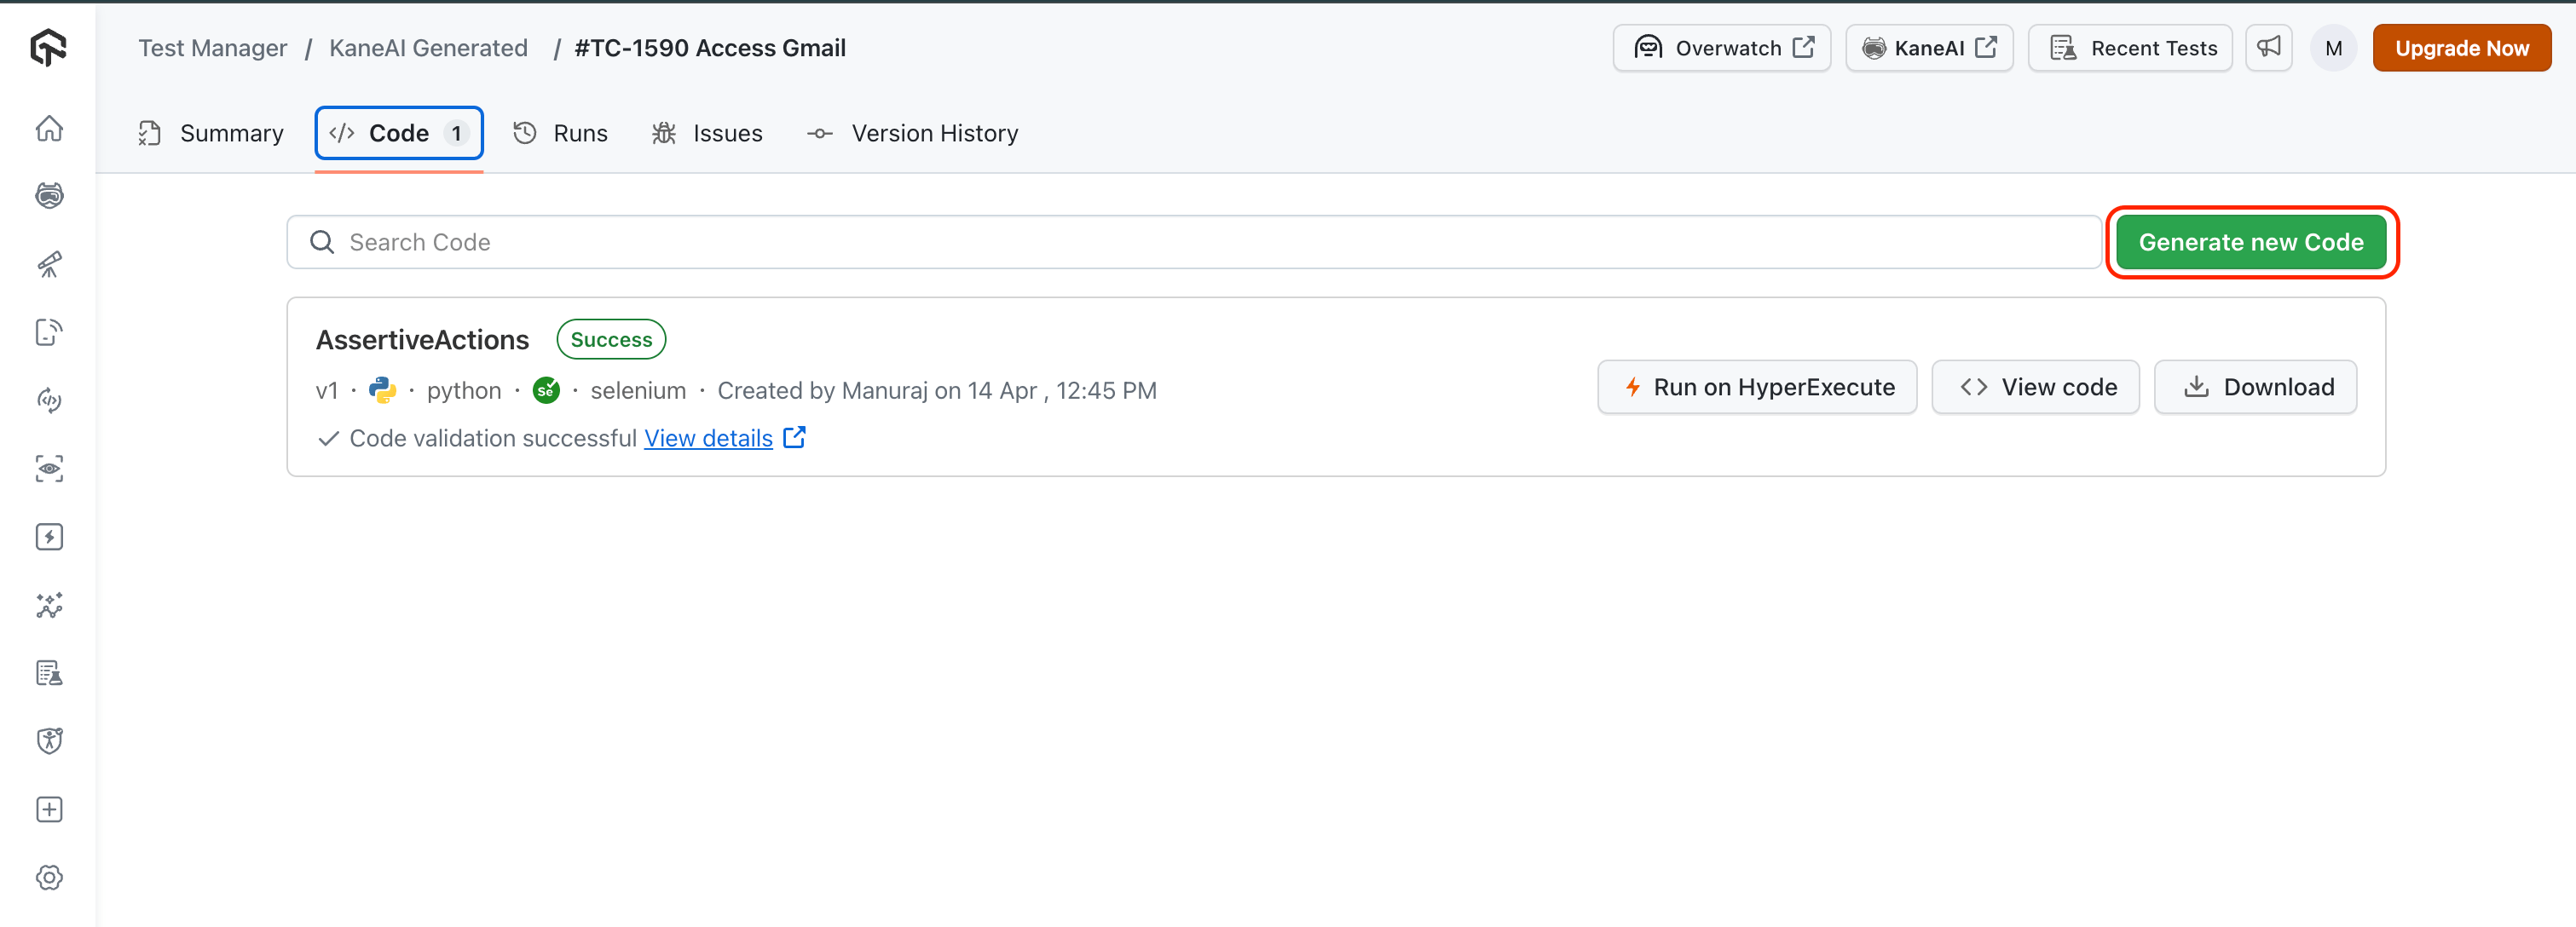 Test Manager / KaneAI Generated / #TC-1590 Access Gmail
Overwatch KaneAI Recent Tests M Upgrade Now
Summary </> Code 1 Runs Issues Version History
Search Code Generate new Code
AssertiveActions Success
v1 · · python · se · selenium · Created by Manuraj on 14 Apr , 12:45 PM
Run on HyperExecute <> View code Download
Code validation successful View details